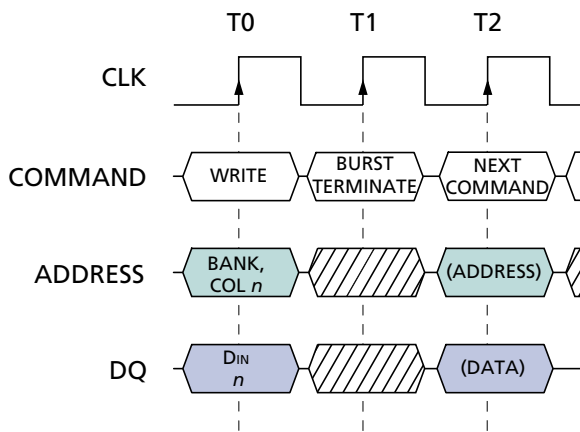 T0 T1 T2
CLK
COMMAND WRITE BURST TERMINATE NEXT COMMAND
ADDRESS BANK, COL n (ADDRESS)
DQ DIN n (DATA)